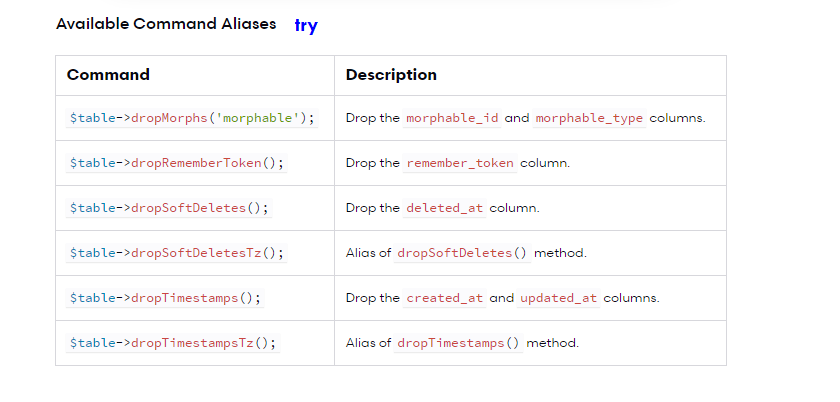 Available Command Aliases try
Command Description
$table->dropMorphs('morphable'); Drop the morphable_id and morphable_type columns.
$table->dropRememberToken(); Drop the remember_token column.
$table->dropSoftDeletes(); Drop the deleted_at column.
$table->dropSoftDeletesTz(); Alias of dropSoftDeletes() method.
$table->dropTimestamps(); Drop the created_at and updated_at columns.
$table->dropTimestampsTz(); Alias of dropTimestamps() method.